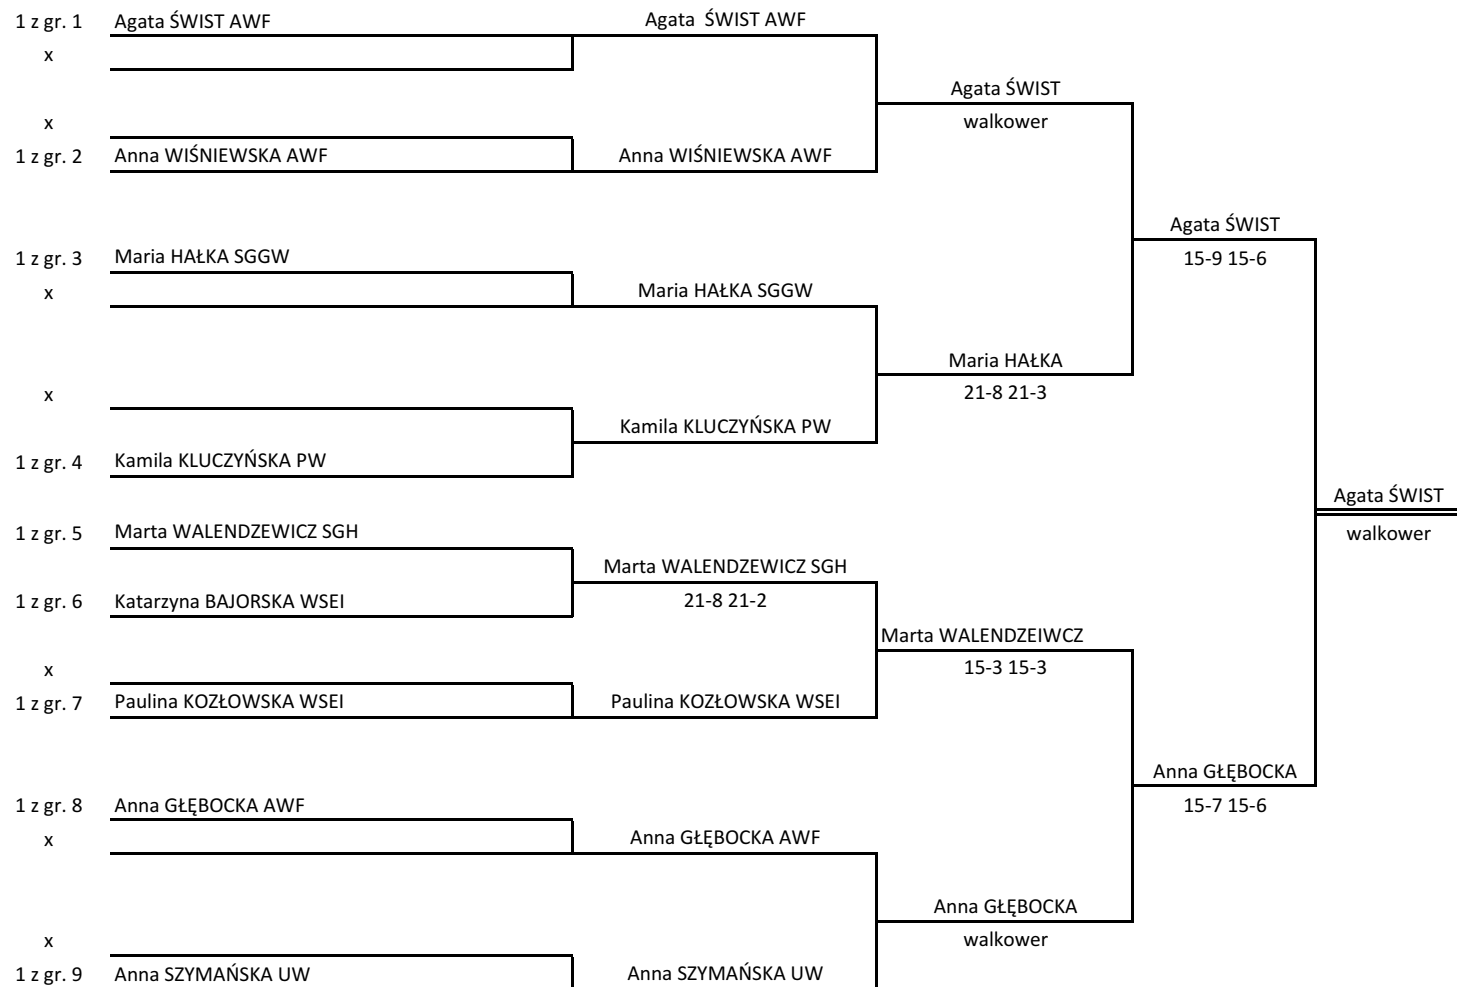 1 z gr. 1 Agata ŚWIST AWF Agata ŚWIST AWF
x
Agata ŚWIST
x walkower
1 z gr. 2 Anna WIŚNIEWSKA AWF Anna WIŚNIEWSKA AWF
Agata ŚWIST
1 z gr. 3 Maria HAŁKA SGGW 15-9 15-6
x Maria HAŁKA SGGW
Maria HAŁKA
x 21-8 21-3
Kamila KLUCZYŃSKA PW
1 z gr. 4 Kamila KLUCZYŃSKA PW
Agata ŚWIST
1 z gr. 5 Marta WALENDZEWICZ SGH walkower
Marta WALENDZEWICZ SGH
1 z gr. 6 Katarzyna BAJORSKA WSEI 21-8 21-2
Marta WALENDZEIWCZ
x 15-3 15-3
1 z gr. 7 Paulina KOZŁOWSKA WSEI Paulina KOZŁOWSKA WSEI
Anna GŁĘBOCKA
1 z gr. 8 Anna GŁĘBOCKA AWF 15-7 15-6
x Anna GŁĘBOCKA AWF
Anna GŁĘBOCKA
x walkower
1 z gr. 9 Anna SZYMAŃSKA UW Anna SZYMAŃSKA UW